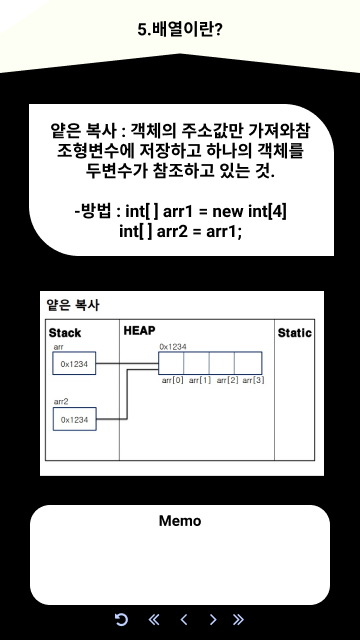 5.배열이란?
얕은 복사 : 객체의 주소값만 가져와참
조형변수에 저장하고 하나의 객체를
두변수가 참조하고 있는 것.
-방법 : int[ ] arr1 = new int[4]
int[ ] arr2 = arr1;
얕은 복사
Stack HEAP Static
arr 0x1234
0x1234
arr[0] arr[1] arr[2] arr[3]
arr2
0x1234
Memo